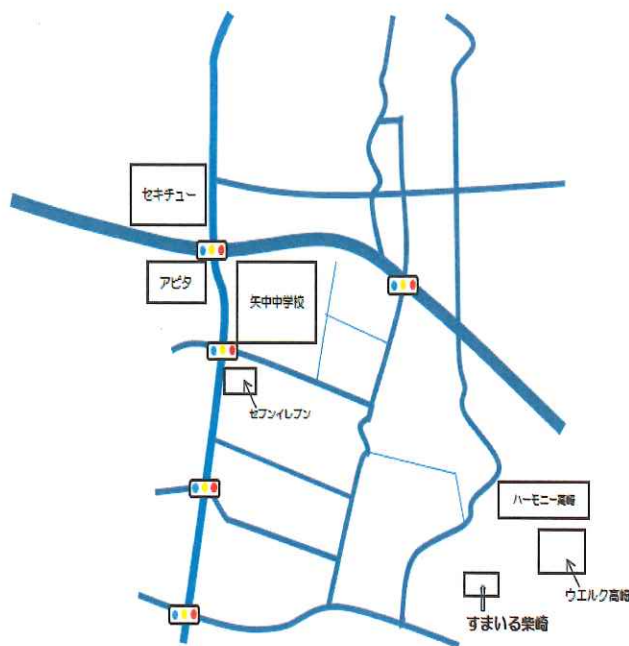 セキチュー
アピタ
矢中中学校
セブンイレブン
ハーモニー高崎
ウエルク高崎
すまいる柴崎